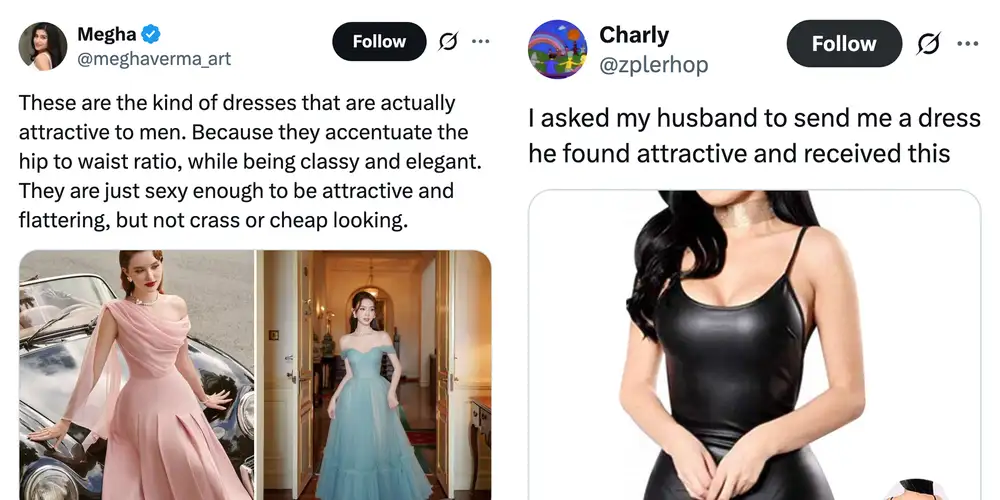 Megha
@meghaverma_art
Follow
These are the kind of dresses that are actually
attractive to men. Because they accentuate the
hip to waist ratio, while being classy and elegant.
They are just sexy enough to be attractive and
flattering, but not crass or cheap looking.
Charly
@zplerhop
Follow
I asked my husband to send me a dress
he found attractive and received this